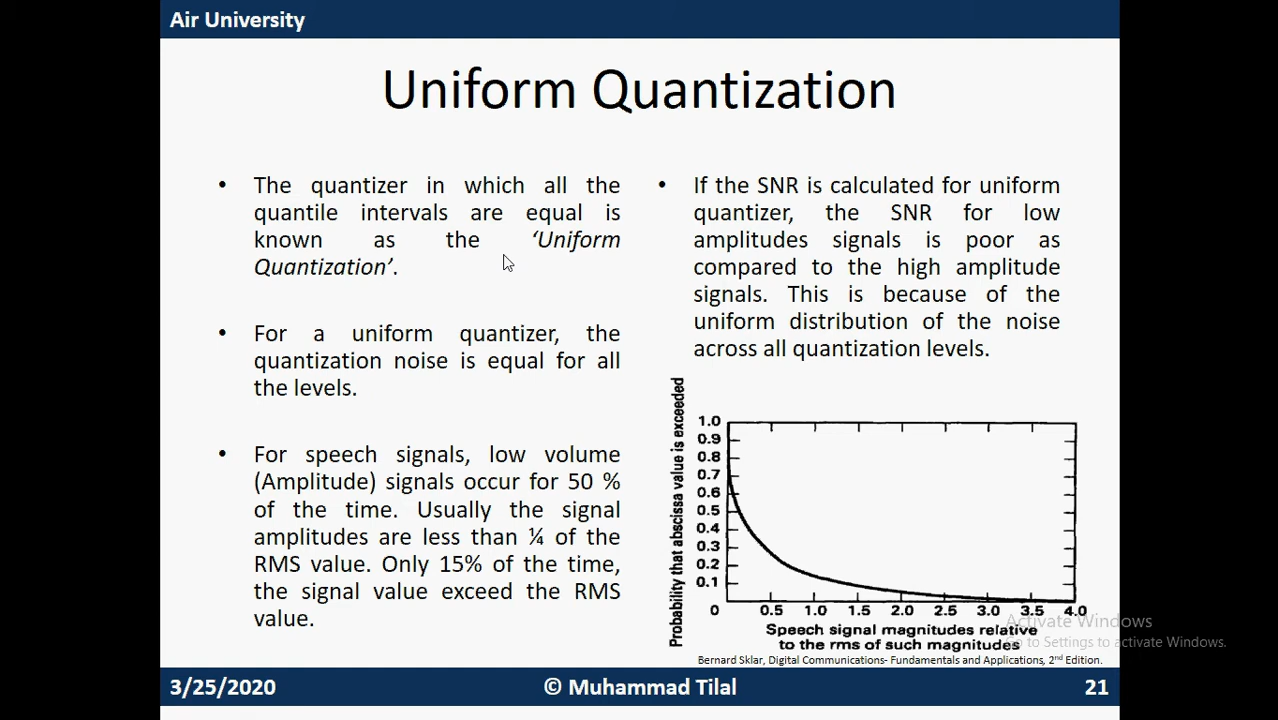 Air University
Uniform Quantization
• The quantizer in which all the
quantile intervals are equal is
known as the ‘Uniform
Quantization’.
• For a uniform quantizer, the
quantization noise is equal for all
the levels.
• For speech signals, low volume
(Amplitude) signals occur for 50 %
of the time. Usually the signal
amplitudes are less than ¼ of the
RMS value. Only 15% of the time,
the signal value exceed the RMS
value.
• If the SNR is calculated for uniform
quantizer, the SNR for low
amplitudes signals is poor as
compared to the high amplitude
signals. This is because of the
uniform distribution of the noise
across all quantization levels.
Probability that abscissa value is exceeded
1.0
0.9
0.8
0.7
0.6
0.5
0.4
0.3
0.2
0.1
0 0.5 1.0 1.5 2.0 2.5 3.0 3.5 4.0
Speech signal magnitudes relative
to the rms of such magnitudes
Activate Windows
Go to Settings to activate Windows.
Bernard Sklar, Digital Communications- Fundamentals and Applications, 2nd Edition.
3/25/2020 © Muhammad Tilal 21